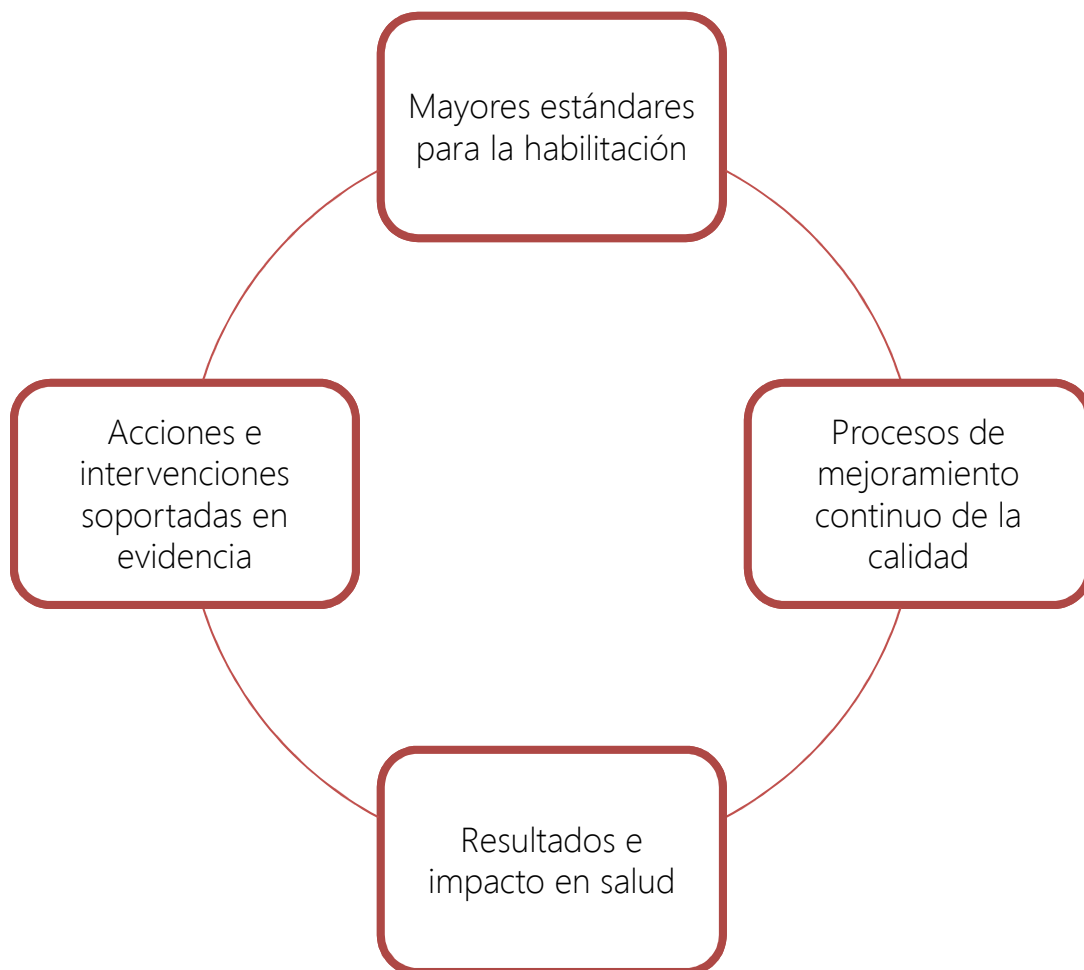 Mayores estándares
para la habilitación
Acciones e
intervenciones
soportadas en
evidencia
Procesos de
mejoramiento
continuo de la
calidad
Resultados e
impacto en salud